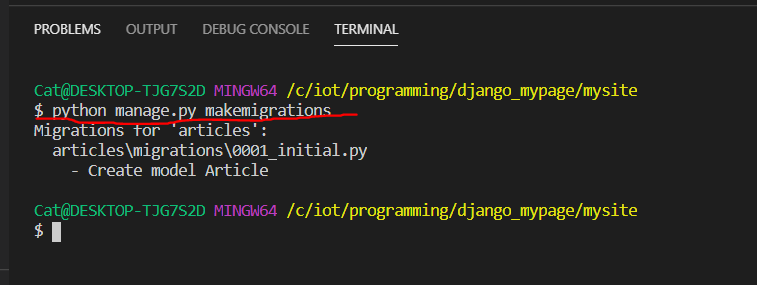 PROBLEMS OUTPUT DEBUG CONSOLE TERMINAL
Cat@DESKTOP-TJG7S2D MINGW64 /c/iot/programming/django_mypage/mysite
$ python manage.py makemigrations
Migrations for 'articles':
  articles\migrations\0001_initial.py
    - Create model Article
Cat@DESKTOP-TJG7S2D MINGW64 /c/iot/programming/django_mypage/mysite
$